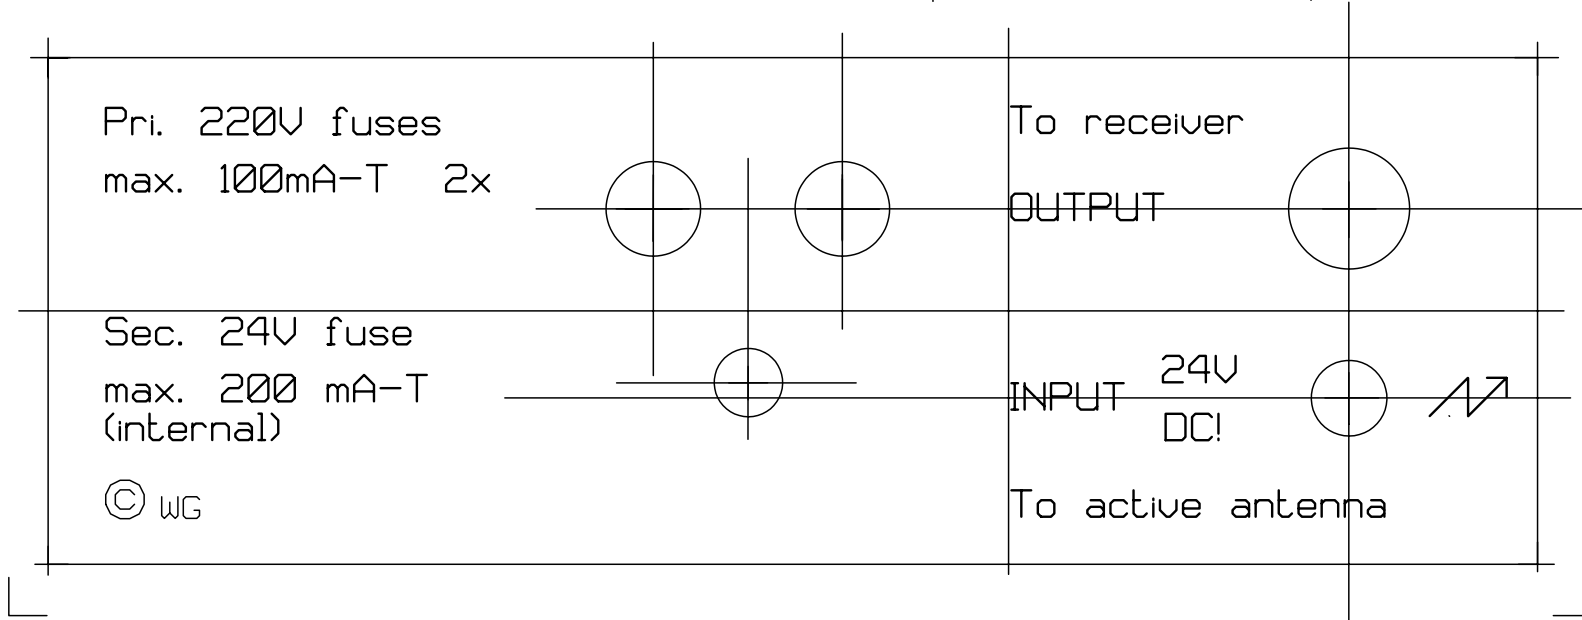 Pri. 220V fuses
max. 100mA-T 2x
Sec. 24V fuse
max. 200 mA-T
(internal)
© WG
To receiver
OUTPUT
INPUT 24V
DC!
To active antenna